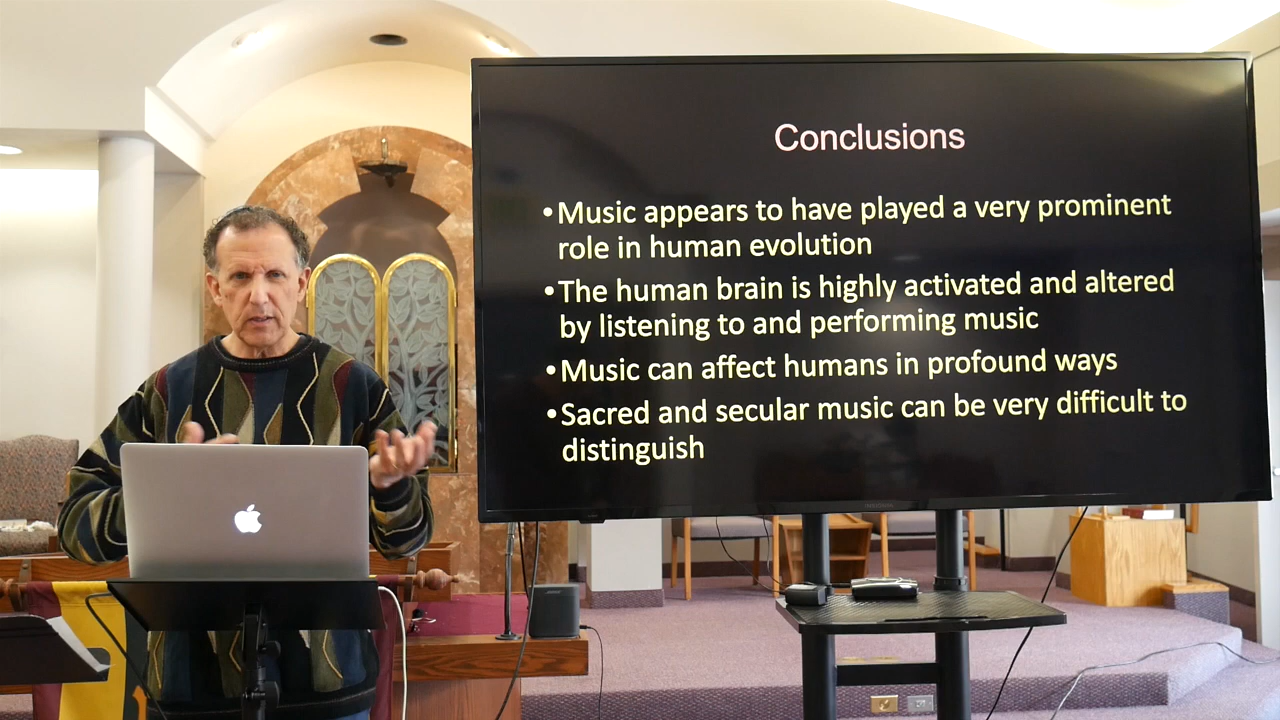 Conclusions
•Music appears to have played a very prominent
role in human evolution
•The human brain is highly activated and altered
by listening to and performing music
•Music can affect humans in profound ways
•Sacred and secular music can be very difficult to
distinguish